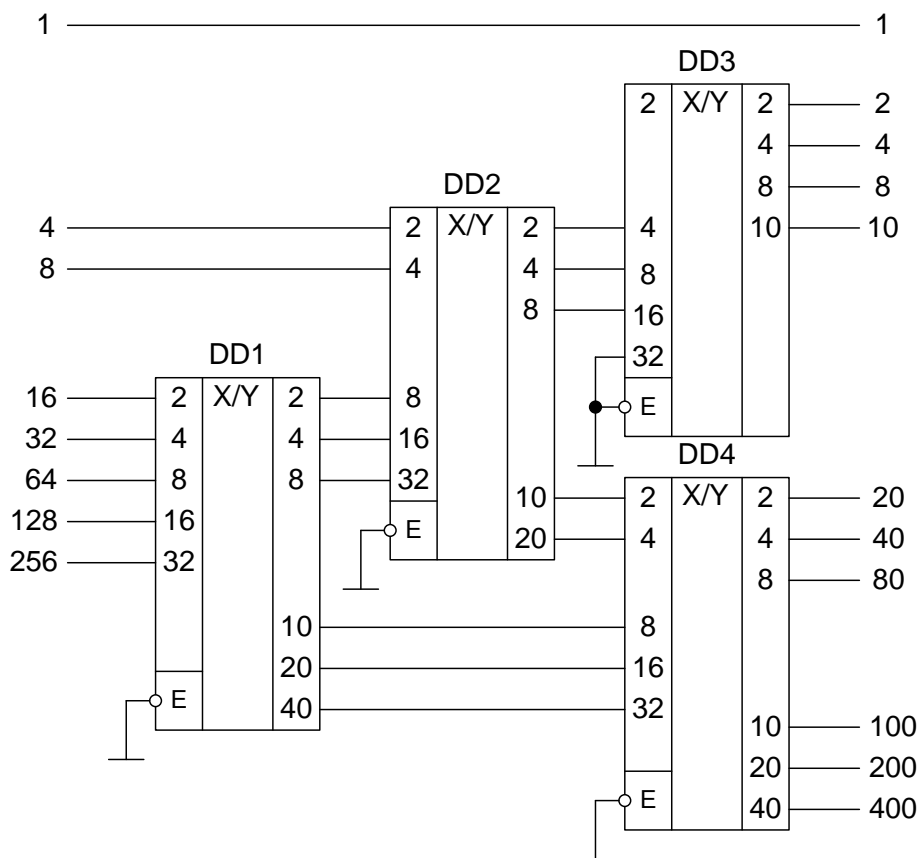 1 1
DD3
2 X/Y 2 2
4 4
8 8
DD2
4 2 X/Y 2 4 10 10
8 4 4 8
8 16
DD1 32
16 2 X/Y 2 8 E
32 4 4 16
64 8 8 32
DD4
128 16 10 2 X/Y 2 20
E
256 32 20 4 4 40
8 80
10 8
20 16
E
40 32
10 100
20 200
E
40 400